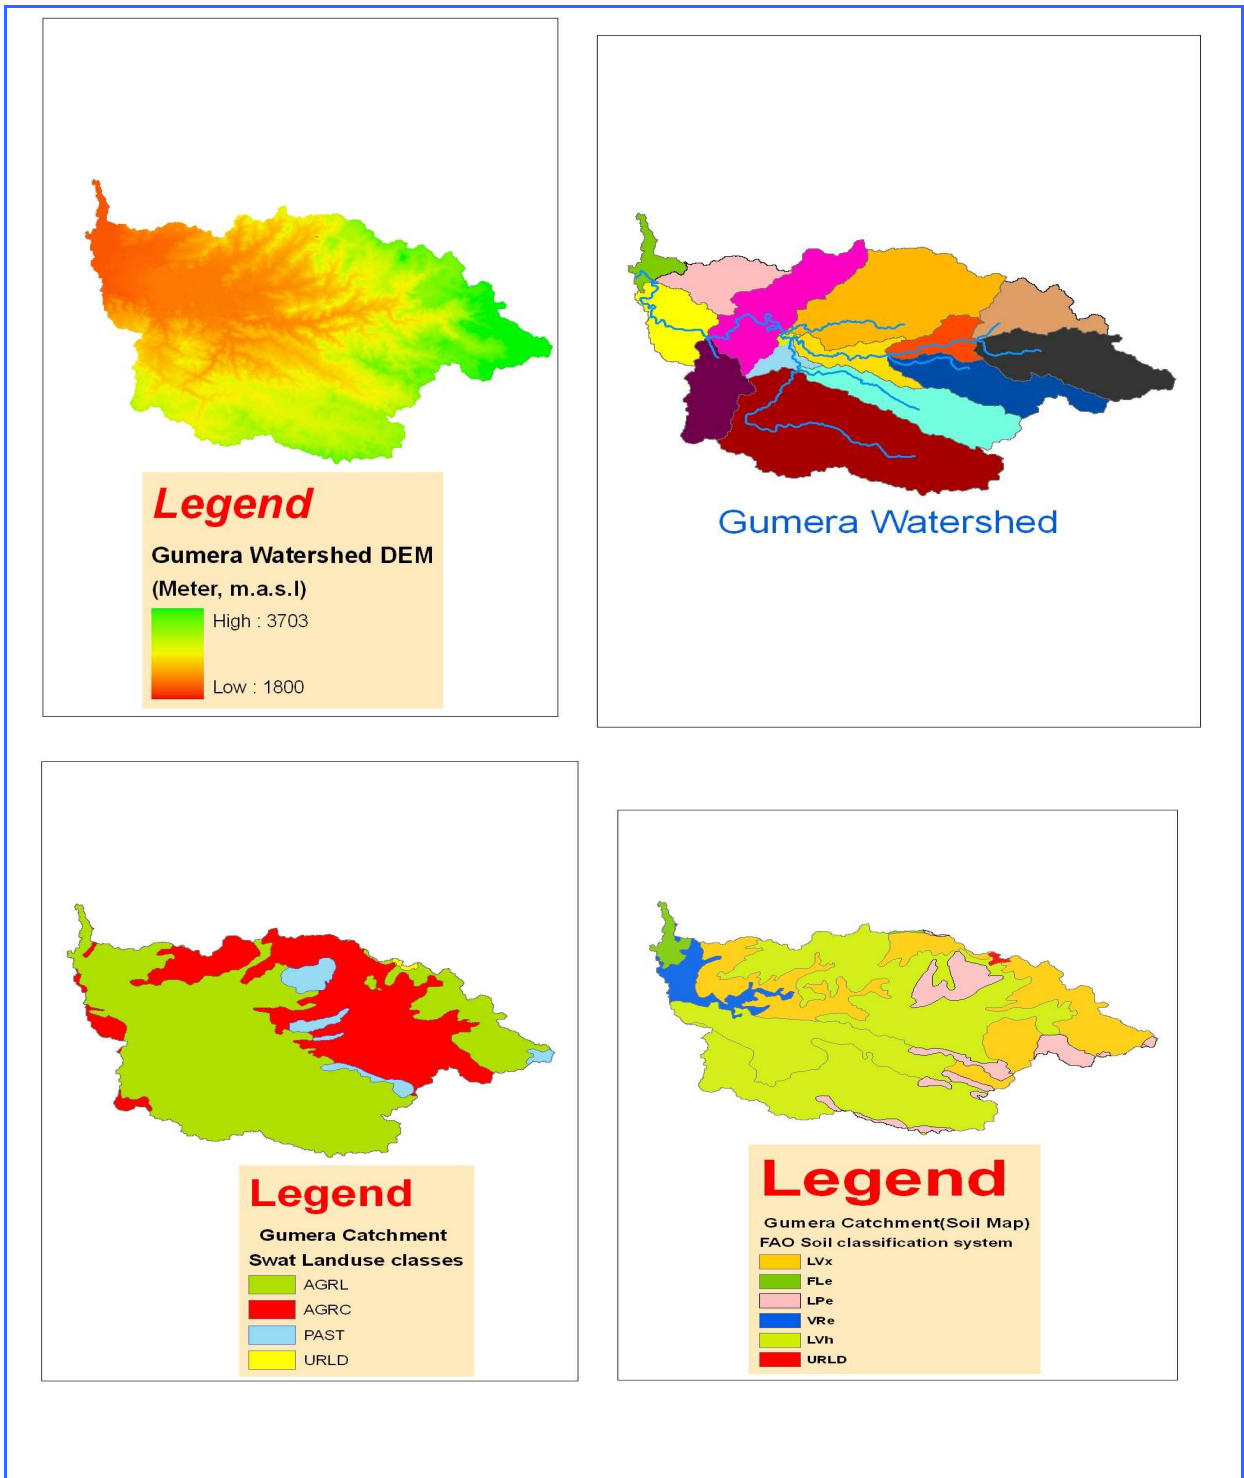 Legend
Gumera Watershed DEM
(Meter, m.a.s.l)
High : 3703
Low : 1800
Gumera Watershed
Legend
Gumera Catchment
Swat Landuse classes
AGRL
AGRC
PAST
URLD
Legend
Gumera Catchment(Soil Map)
FAO Soil classification system
LVx
FLe
LPe
VRe
LVh
URLD